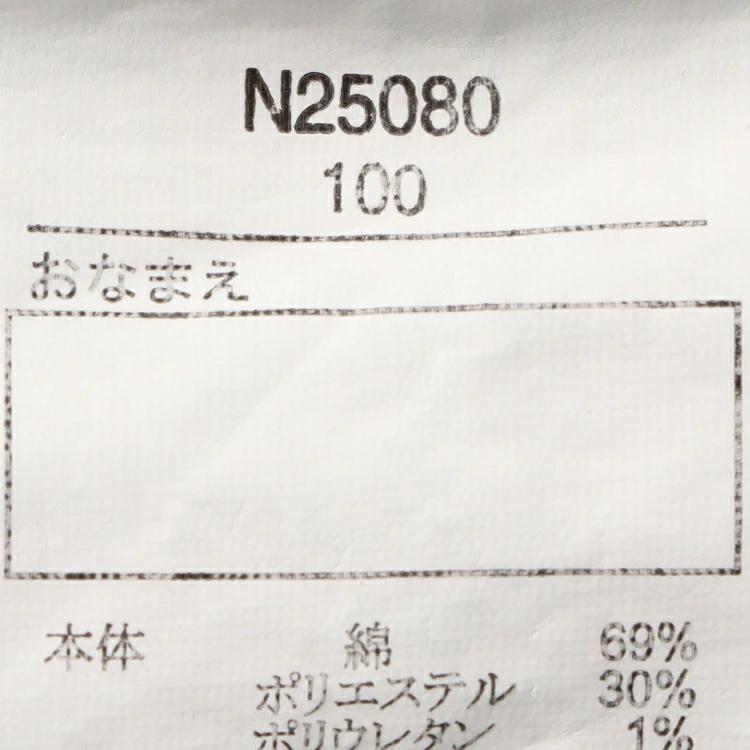 N25080
100
おなまえ
本体 綿 69%
ポリエステル 30%
ポリウレタン 1%